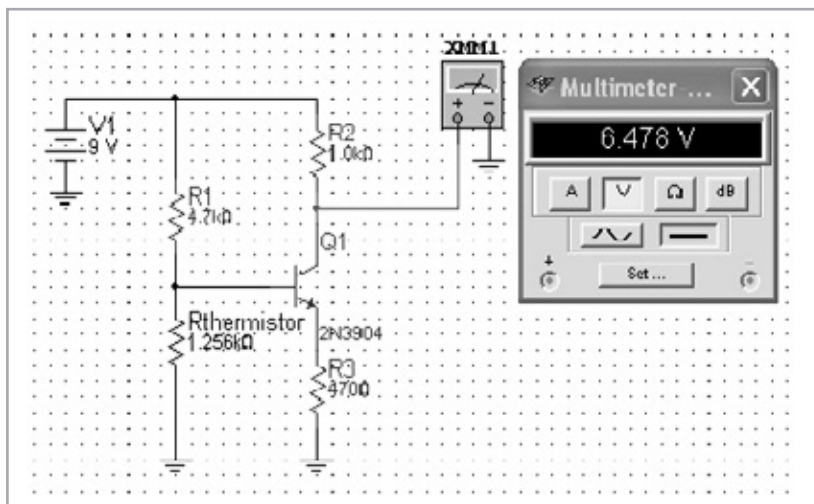 XMM1
Multimeter-...
6.478 V
A
V
Ω
dB
Set...
+
-
+
-
V1
9 V
R2
1.0kΩ
R1
4.7kΩ
Q1
Rthermistor
1.256kΩ
2N3904
R3
470Ω